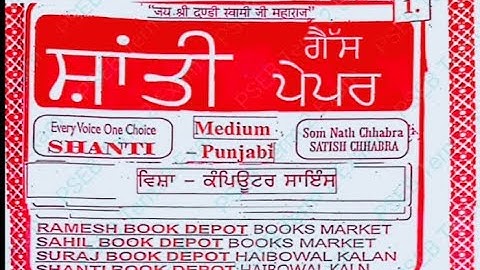 "जय श्री दण्डी स्वामी जी महाराज"
1.
ਸ਼ਾਂਤੀ ਗੈੱਸ ਪੇਪਰ
Every Voice One Choice
SHANTI
Medium
– Punjabi
Som Nath Chhabra
SATISH CHHABRA
ਵਿਸ਼ਾ – ਕੰਪਿਊਟਰ ਸਾਇੰਸ
RAMESH BOOK DEPOT BOOKS MARKET
SAHIL BOOK DEPOT BOOKS MARKET
SURAJ BOOK DEPOT HAIBOWAL KALAN
SHANTI BOOK DEPOT HAIBOWAL KALN